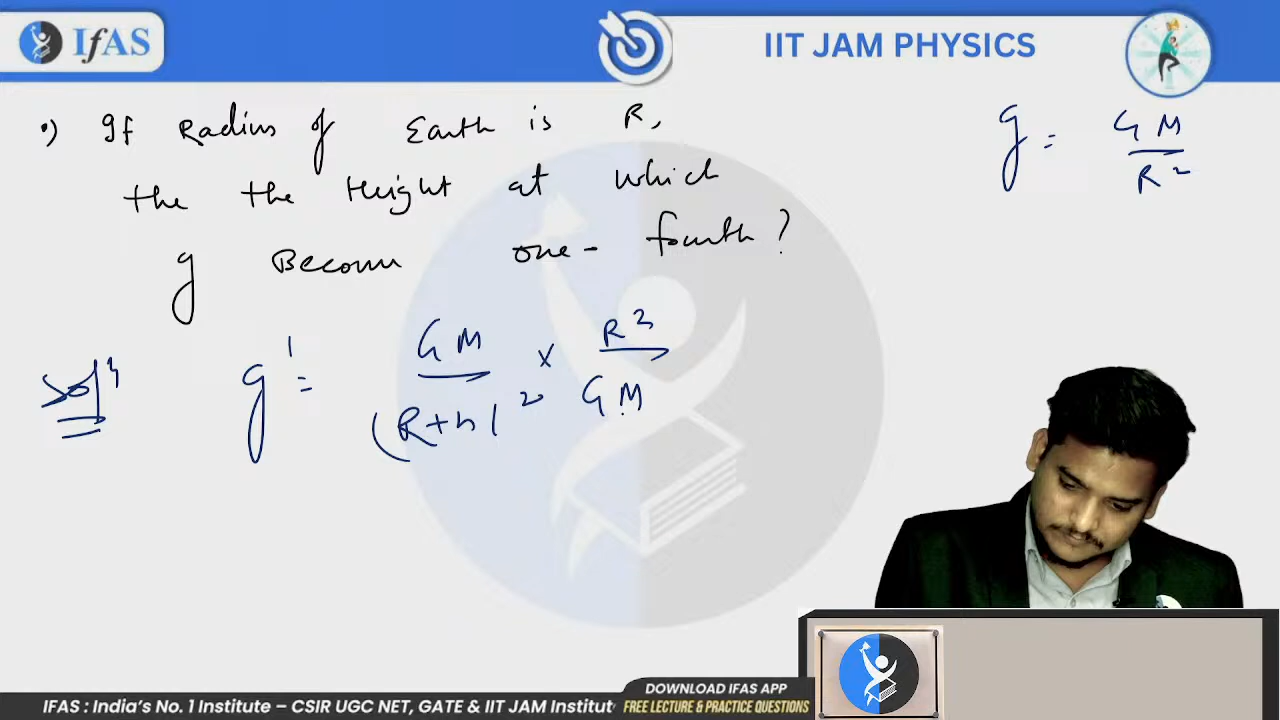 IfAS
IIT JAM PHYSICS
•) If Radius of Earth is R,
the the Height at which
g Become one-fourth?
g = GM / R²
Solⁿ g' = GM / (R+h)² × R² / GM
DOWNLOAD IFAS APP
IFAS : India's No. 1 Institute – CSIR UGC NET, GATE & IIT JAM Institut
FREE LECTURE & PRACTICE QUESTIONS